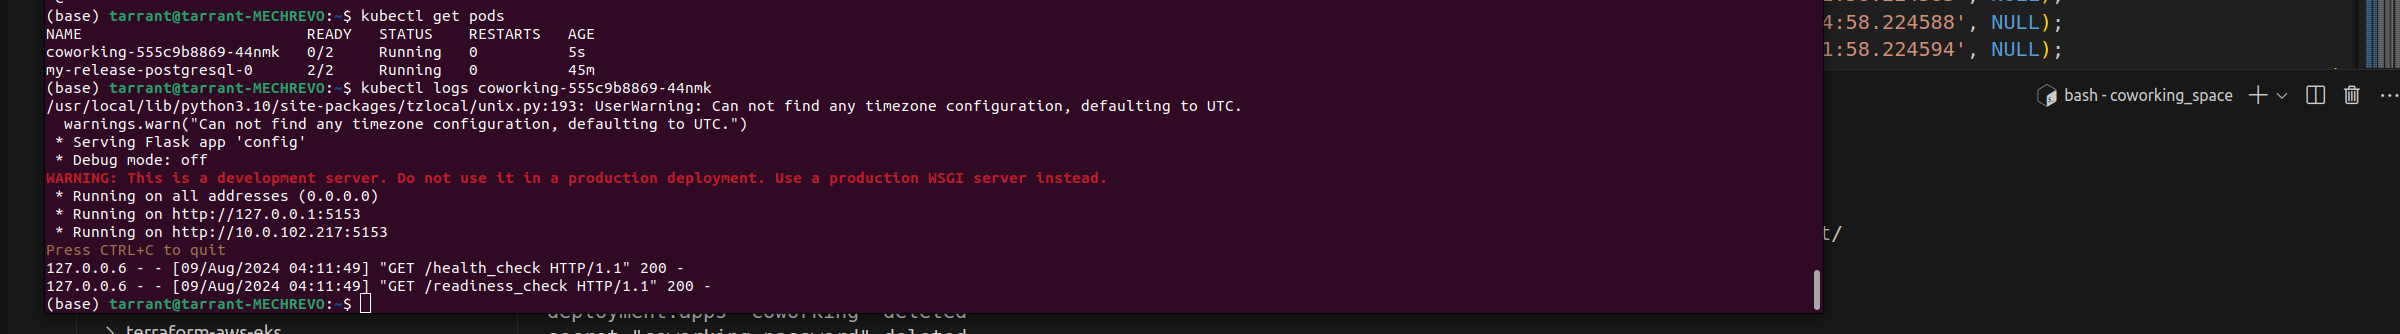 (base) tarrant@tarrant-MECHREVO:~$ kubectl get pods
NAME                         READY   STATUS    RESTARTS   AGE
coworking-555c9b8869-44nmk   0/2     Running   0          5s
my-release-postgresql-0      2/2     Running   0          45m
(base) tarrant@tarrant-MECHREVO:~$ kubectl logs coworking-555c9b8869-44nmk
/usr/local/lib/python3.10/site-packages/tzlocal/unix.py:193: UserWarning: Can not find any timezone configuration, defaulting to UTC.
  warnings.warn("Can not find any timezone configuration, defaulting to UTC.")
 * Serving Flask app 'config'
 * Debug mode: off
WARNING: This is a development server. Do not use it in a production deployment. Use a production WSGI server instead.
 * Running on all addresses (0.0.0.0)
 * Running on http://127.0.0.1:5153
 * Running on http://10.0.102.217:5153
Press CTRL+C to quit
127.0.0.6 - - [09/Aug/2024 04:11:49] "GET /health_check HTTP/1.1" 200 -
127.0.0.6 - - [09/Aug/2024 04:11:49] "GET /readiness_check HTTP/1.1" 200 -
(base) tarrant@tarrant-MECHREVO:~$
4:58.224588', NULL);
1:58.224594', NULL);
bash - coworking_space
t/
terraform-aws-eks
deployment.apps "coworking" deleted
secret "coworking-password" deleted